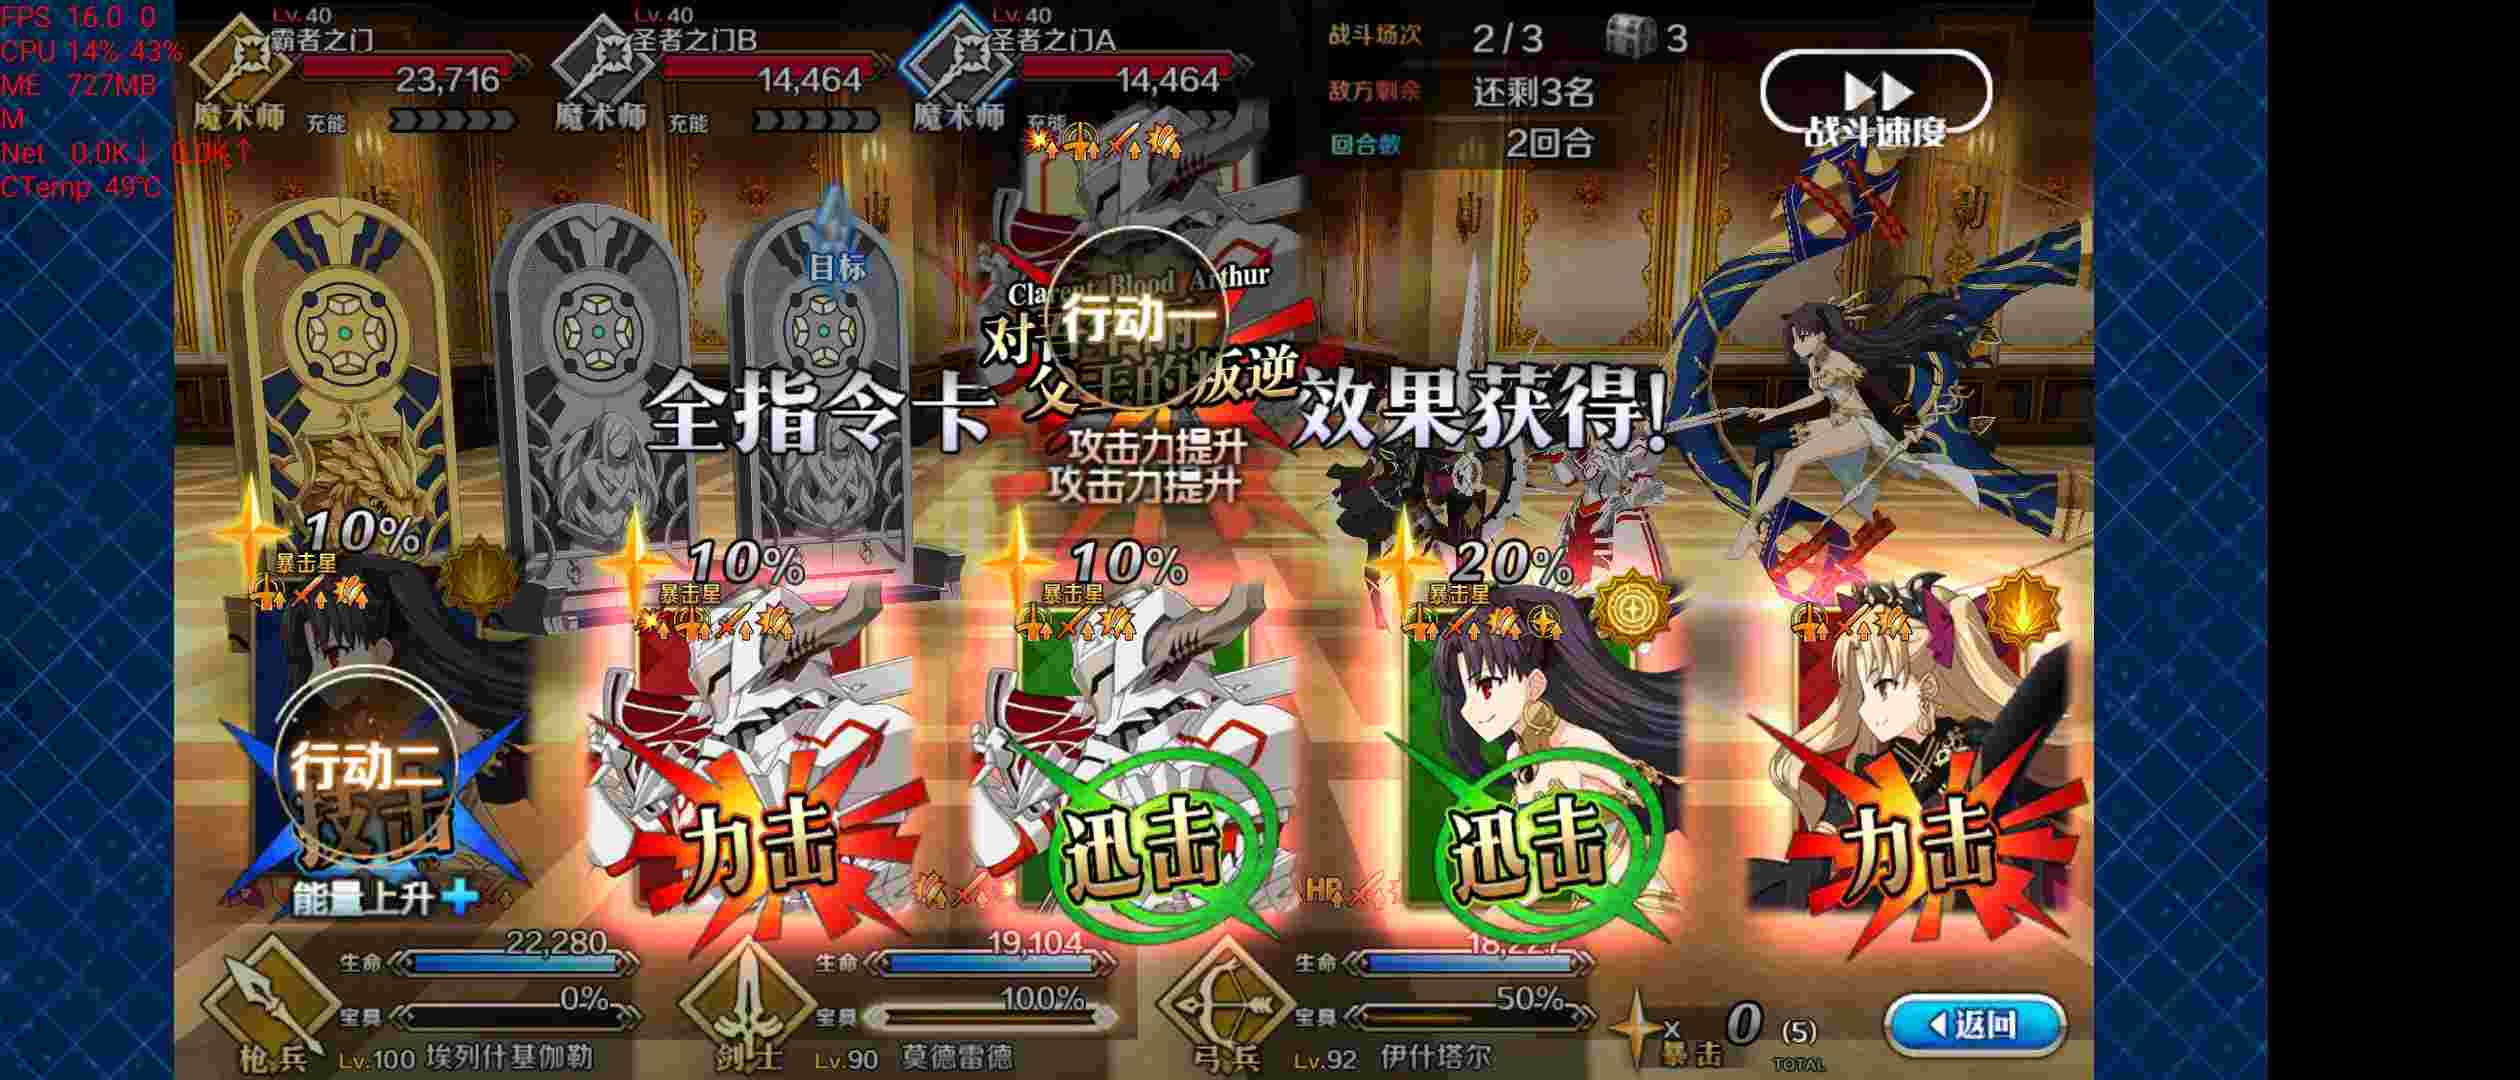 FPS 16.0 0
CPU 14% 43%
ME 727MB
M
Net 0.0K↓ 0.0K↑
CTemp 49℃
Lv.40
霸者之门
23,716
魔术师
充能
Lv.40
圣者之门B
14,464
魔术师
充能
Lv.40
圣者之门A
14,464
魔术师
充能
战斗场次 2/3 3
敌方剩余 还剩3名
回合数 2回合
战斗速度
目标
Clarent Blood Arthur
行动一
对
父王的叛逆
全指令卡 效果获得!
攻击力提升
攻击力提升
10%
暴击星
10%
暴击星
10%
暴击星
20%
暴击星
行动二
技击
能量上升+
力击
迅击
迅击
力击
HP
生命 22,280
宝具 0%
枪兵 Lv.100 埃列什基伽勒
生命 19,104
宝具 100%
剑士 Lv.90 莫德雷德
生命 18,227
宝具 50%
弓兵 Lv.92 伊什塔尔
x 0 (5)
暴击 TOTAL
返回